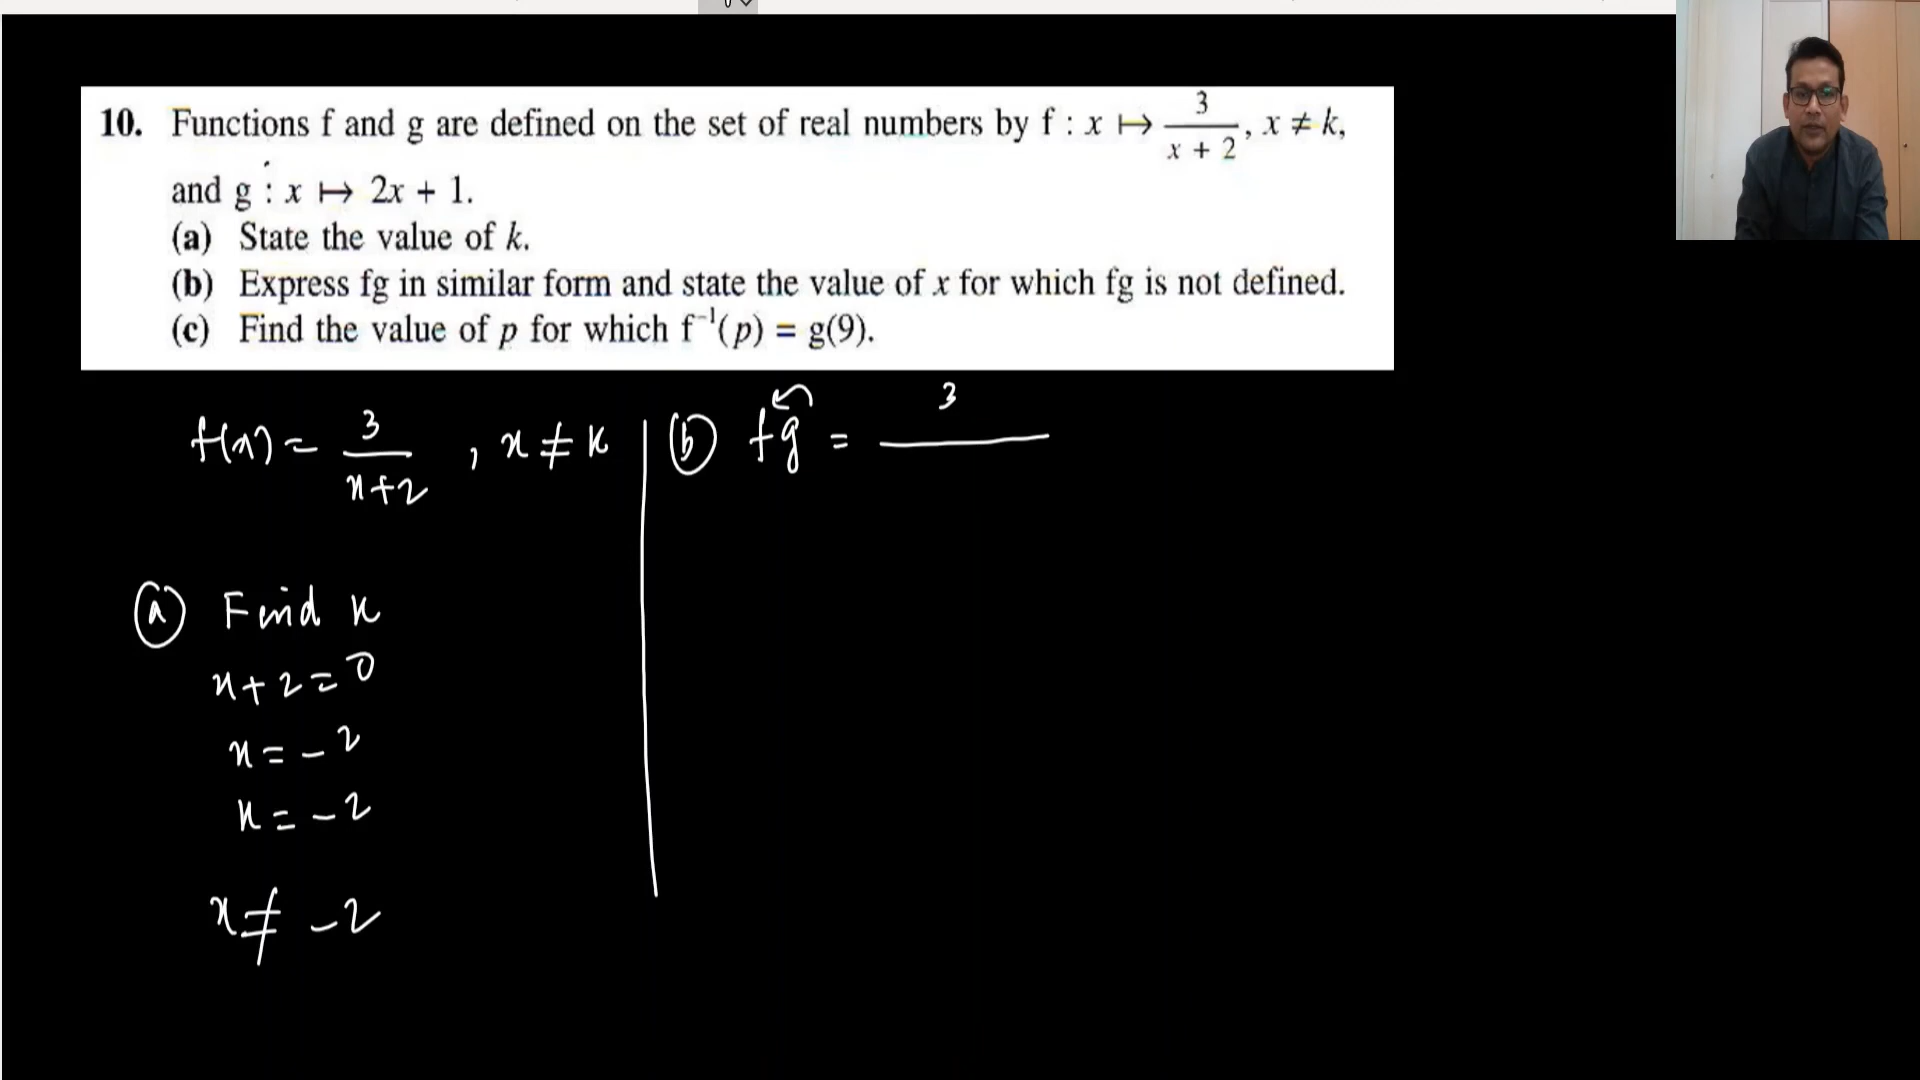 10. Functions f and g are defined on the set of real numbers by f : x ↦ 3/(x + 2), x ≠ k,
and g : x ↦ 2x + 1.
(a) State the value of k.
(b) Express fg in similar form and state the value of x for which fg is not defined.
(c) Find the value of p for which f⁻¹(p) = g(9).
f(x) = 3/(x+2) , x ≠ k
(a) Find k
x + 2 = 0
x = -2
k = -2
x ≠ -2
(b) fg = 3